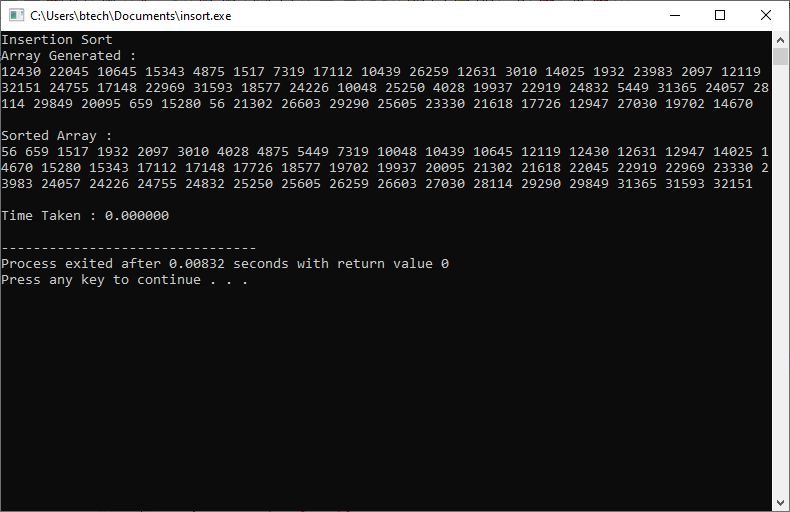 C:\Users\btech\Documents\insort.exe
Insertion Sort
Array Generated :
12430 22045 10645 15343 4875 1517 7319 17112 10439 26259 12631 3010 14025 1932 23983 2097 12119
32151 24755 17148 22969 31593 18577 24226 10048 25250 4028 19937 22919 24832 5449 31365 24057 28
114 29849 20095 659 15280 56 21302 26603 29290 25605 23330 21618 17726 12947 27030 19702 14670
Sorted Array :
56 659 1517 1932 2097 3010 4028 4875 5449 7319 10048 10439 10645 12119 12430 12631 12947 14025 1
4670 15280 15343 17112 17148 17726 18577 19702 19937 20095 21302 21618 22045 22919 22969 23330 2
3983 24057 24226 24755 24832 25250 25605 26259 26603 27030 28114 29290 29849 31365 31593 32151
Time Taken : 0.000000
--------------------------------
Process exited after 0.00832 seconds with return value 0
Press any key to continue . . .